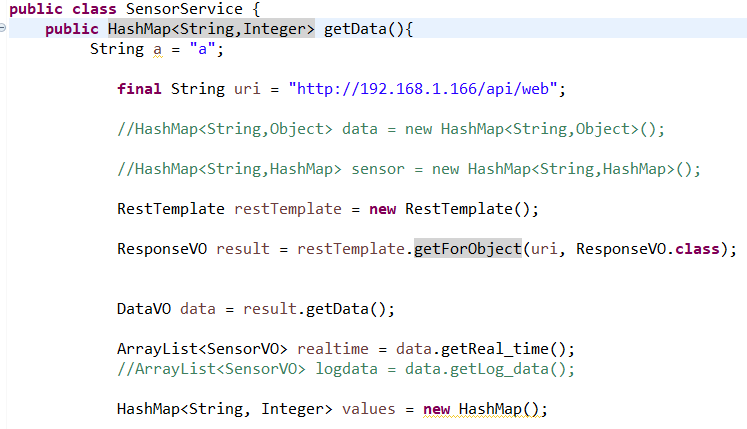 public class SensorService {
public HashMap<String,Integer> getData(){
String a = "a";
final String uri = "http://192.168.1.166/api/web";
//HashMap<String,Object> data = new HashMap<String,Object>();
//HashMap<String,HashMap> sensor = new HashMap<String,HashMap>();
RestTemplate restTemplate = new RestTemplate();
ResponseVO result = restTemplate.getForObject(uri, ResponseVO.class);
DataVO data = result.getData();
ArrayList<SensorVO> realtime = data.getReal_time();
//ArrayList<SensorVO> logdata = data.getLog_data();
HashMap<String, Integer> values = new HashMap();